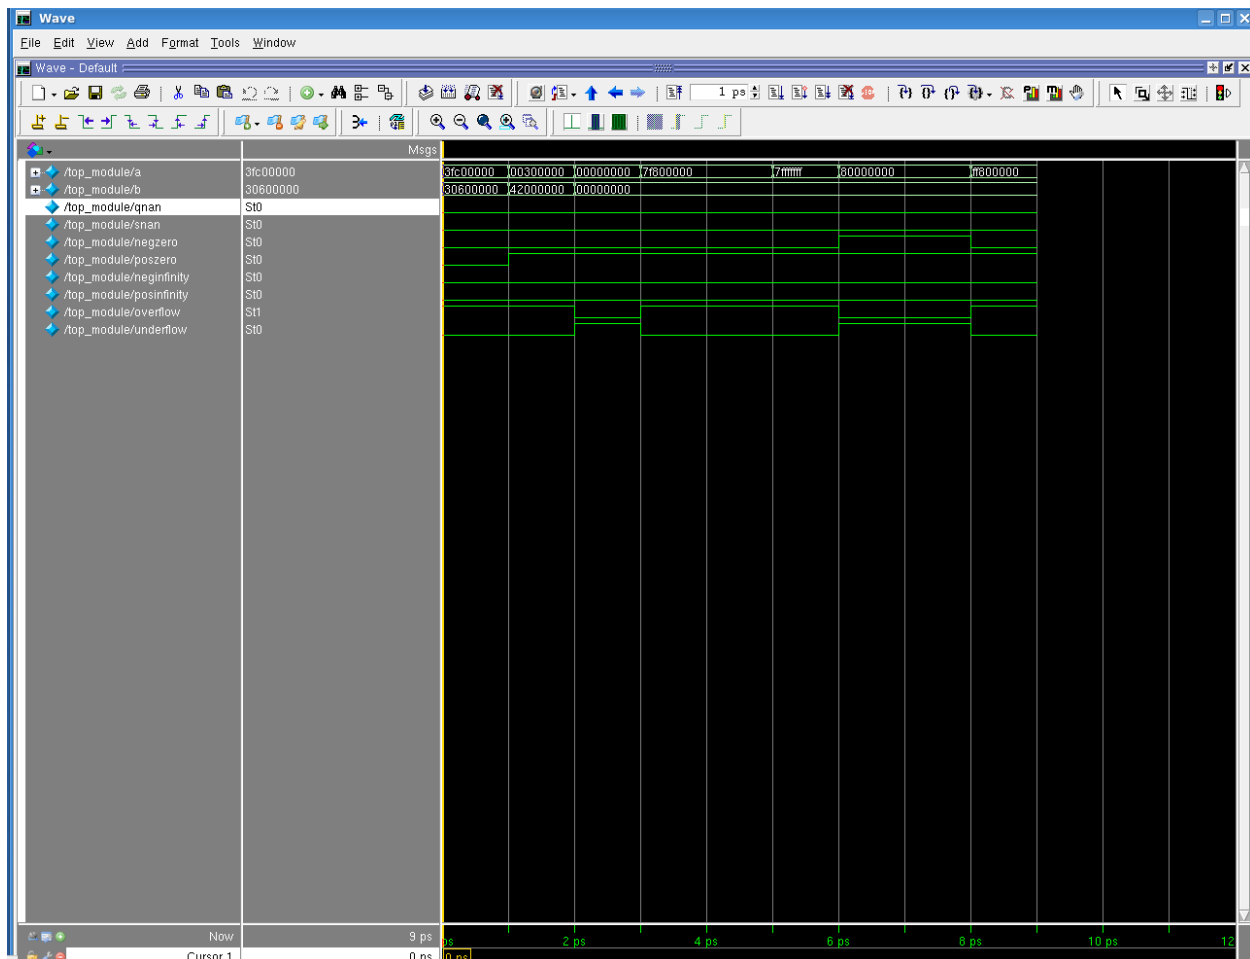 Wave
File Edit View Add Format Tools Window
Wave - Default
1 ps
Msgs
/top_module/a 3fc00000 3fc00000 00300000 00000000 7f800000 7fffffff 80000000 ff800000
/top_module/b 30600000 30600000 42000000 00000000
/top_module/qnan St0
/top_module/snan St0
/top_module/negzero St0
/top_module/poszero St0
/top_module/neginfinity St0
/top_module/posinfinity St0
/top_module/overflow St1
/top_module/underflow St0
Now 9 ps ps 2 ps 4 ps 6 ps 8 ps 10 ps 12
Cursor 1 0 ps 0 ps